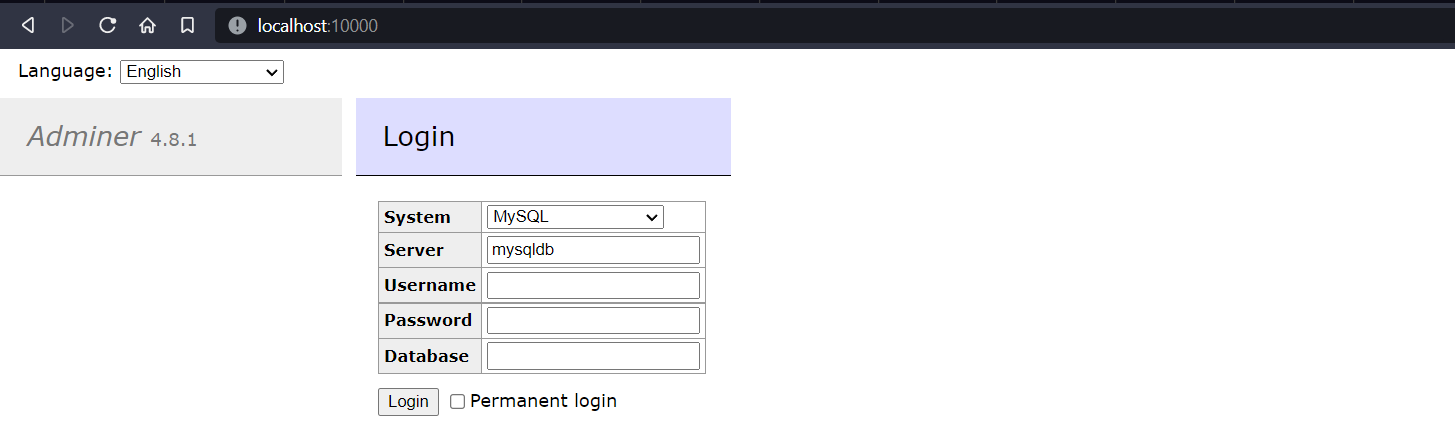 localhost:10000
Language: English
Adminer 4.8.1
Login
System MySQL
Server mysqldb
Username
Password
Database
Login Permanent login